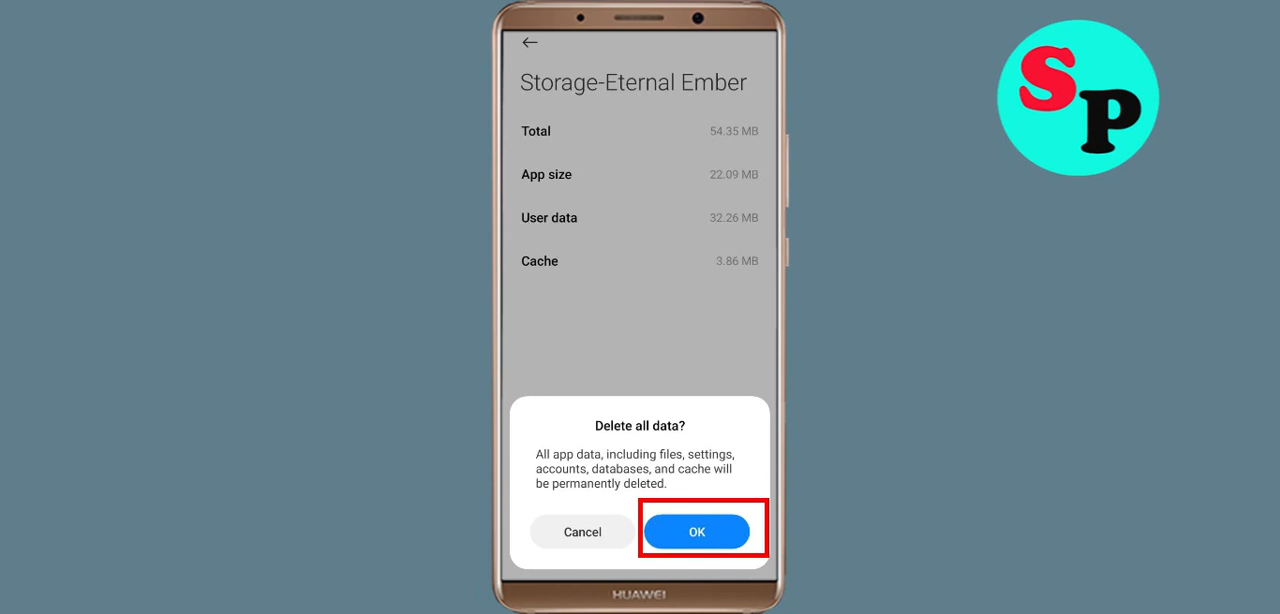 Storage-Eternal Ember
Total 54.35 MB
App size 22.09 MB
User data 32.26 MB
Cache 3.86 MB
Delete all data?
All app data, including files, settings,
accounts, databases, and cache will
be permanently deleted.
Cancel OK
HUAWEI
SP